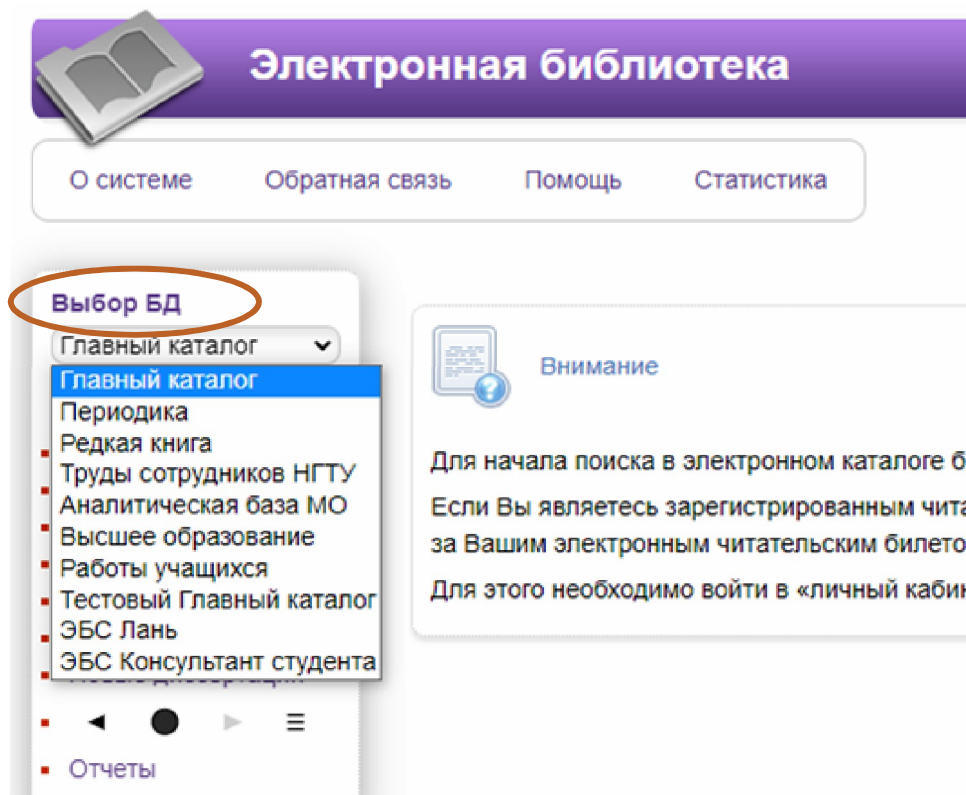 Электронная библиотека
О системе Обратная связь Помощь Статистика
Выбор БД
Главный каталог
Главный каталог
Периодика
Редкая книга
Труды сотрудников НГТУ
Аналитическая база МО
Высшее образование
Работы учащихся
Тестовый Главный каталог
ЭБС Лань
ЭБС Консультант студента
Отчеты
Внимание
Для начала поиска в электронном каталоге
Если Вы являетесь зарегистрированным
за Вашим электронным читательским
Для этого необходимо войти в «личный